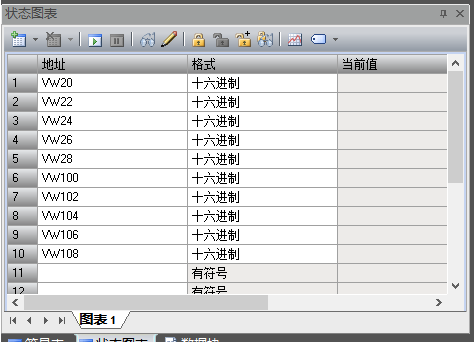 状态图表
地址 格式 当前值
1 VW20 十六进制
2 VW22 十六进制
3 VW24 十六进制
4 VW26 十六进制
5 VW28 十六进制
6 VW100 十六进制
7 VW102 十六进制
8 VW104 十六进制
9 VW106 十六进制
10 VW108 十六进制
11 有符号
12 有符号
图表 1
符号表 状态图表 数据块